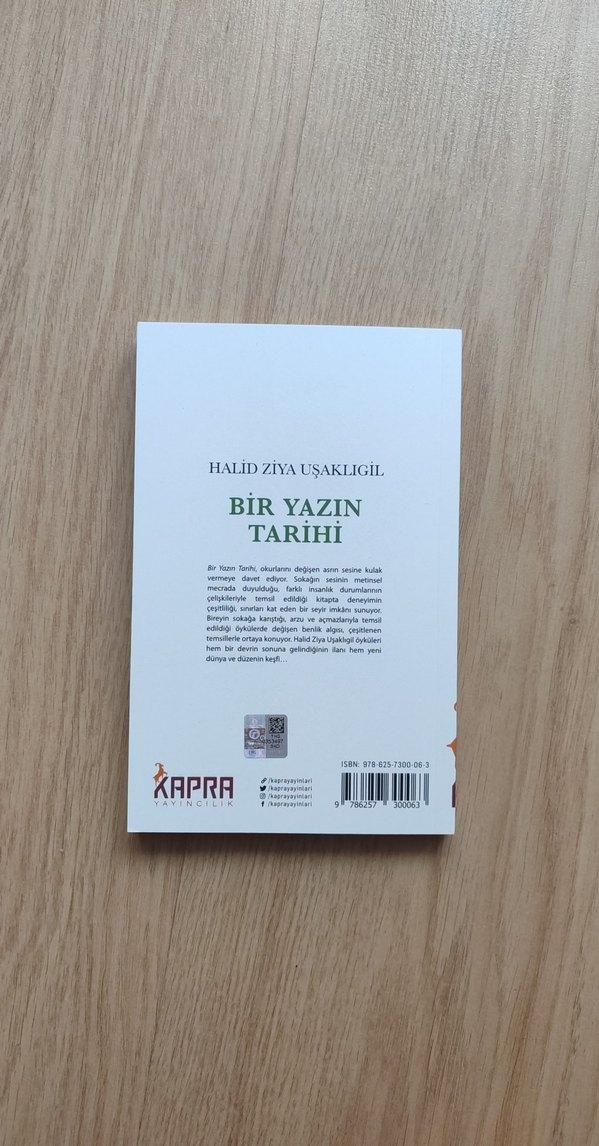 HALİD ZİYA UŞAKLIGİL
BİR YAZIN
TARİHİ
Bir Yazın Tarihi, okurlarını değişen asrın sesine kulak
vermeye davet ediyor. Sokağın sesinin metinsel
mecrada duyulduğu, farklı insanlık durumlarının
çelişkileriyle temsil edildiği kitapta deneyimin
çeşitliliği, sınırları kat eden bir seyir imkânı sunuyor.
Bireyin sokağa karıştığı, arzu ve açmazlarıyla temsil
edildiği öykülerde değişen benlik algısı, çeşitlenen
temsillerle ortaya konuyor. Halid Ziya Uşaklıgil öyküleri
hem bir devrin sonuna gelindiğinin ilanı hem yeni
dünya ve düzenin keşfi...
KAPRA
YAYINCILIK
/kaprayayinlari
/kaprayayinlari
/kaprayayinlari
/kaprayayinlari
ISBN: 978-625-7300-06-3
9 786257 300063